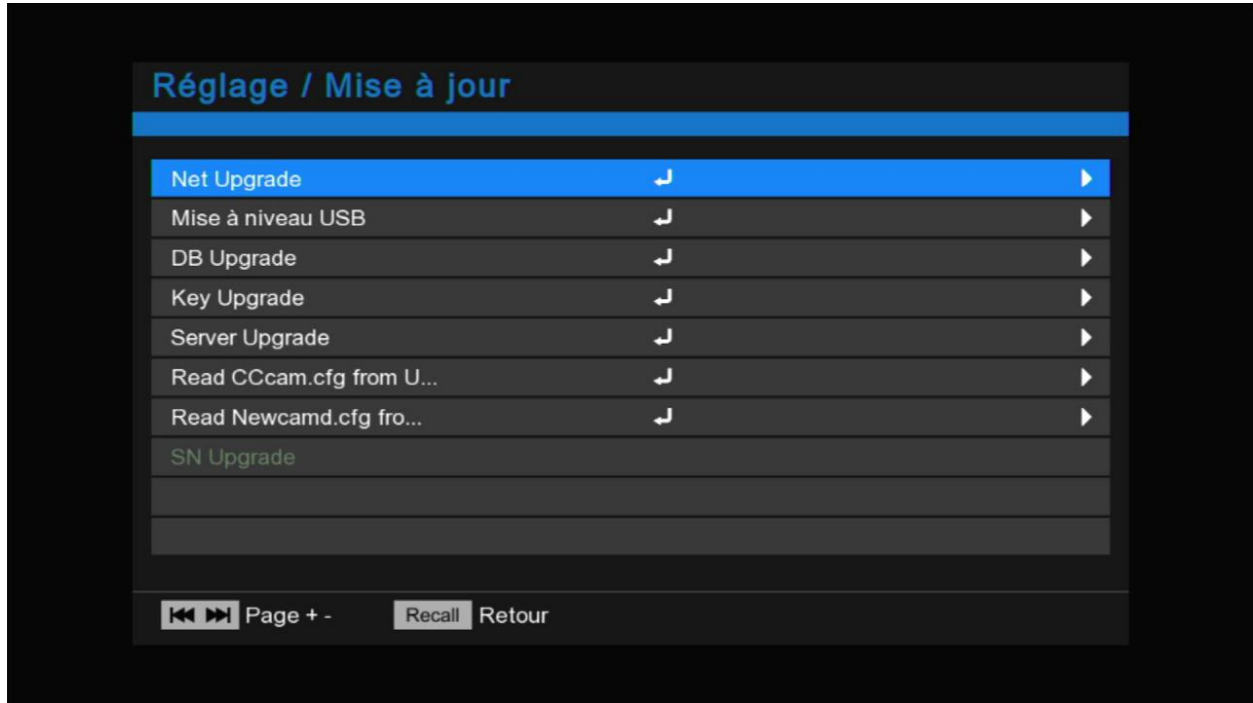 Réglage / Mise à jour
Net Upgrade
Mise à niveau USB
DB Upgrade
Key Upgrade
Server Upgrade
Read CCcam.cfg from U...
Read Newcamd.cfg fro...
SN Upgrade
Page + - Recall Retour